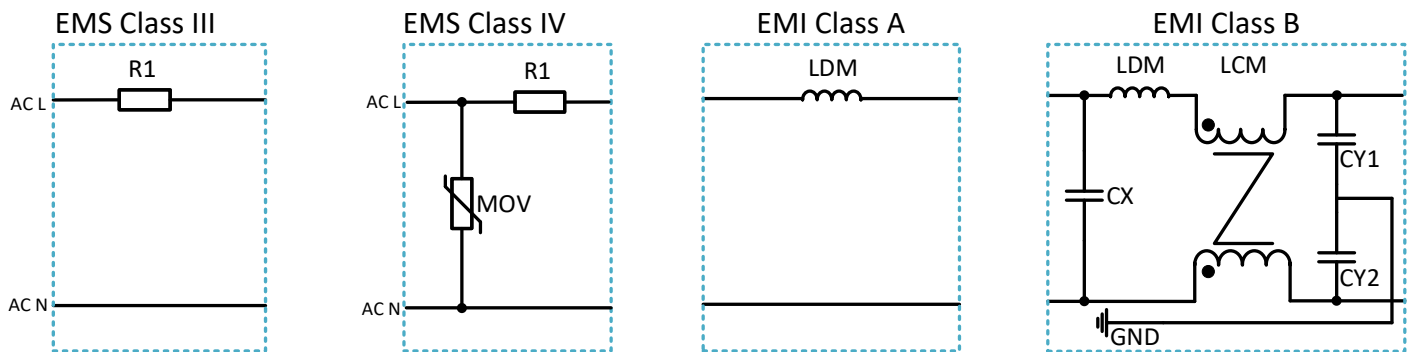 EMS Class III
EMS Class IV
EMI Class A
EMI Class B
R1
AC L
AC N
R1
AC L
MOV
AC N
LDM
LDM
LCM
CX
CY1
CY2
GND